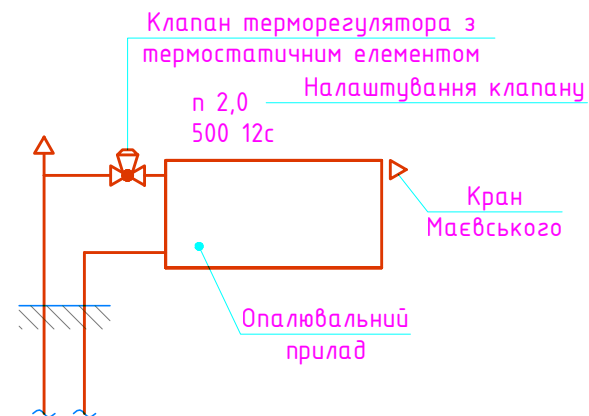 Клапан терморегулятора з
термостатичним елементом
Налаштування клапану
п 2,0
500 12с
Кран
Маєвського
Опалювальний
прилад